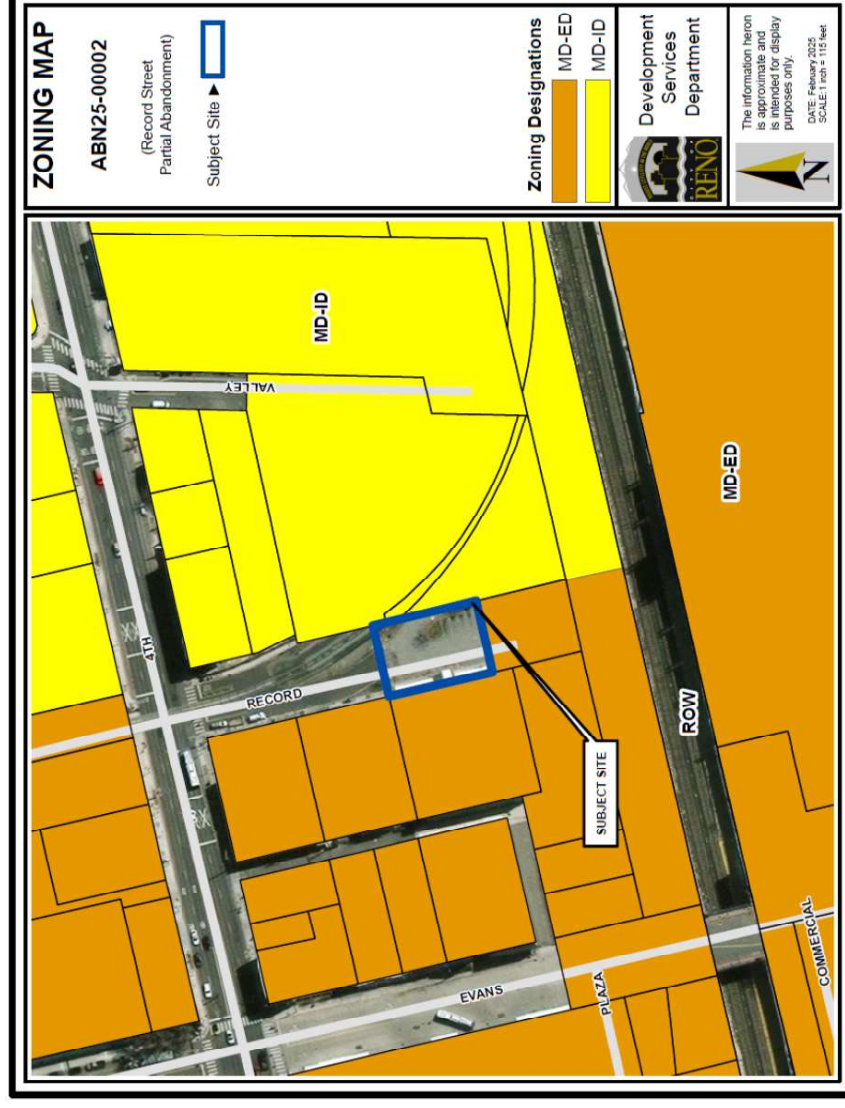 ZONING MAP
ABN25-00002
(Record Street
Partial Abandonment)
Subject Site ►
Zoning Designations
MD-ED
MD-ID
Development
Services
Department
CITY OF
RENO
The information heron
is approximate and
is intended for display
purposes only.
DATE: February 2025
SCALE: 1 inch = 115 feet
N
4TH
VALLEY
MD-ID
RECORD
SUBJECT SITE
ROW
MD-ED
EVANS
PLAZA
COMMERCIAL